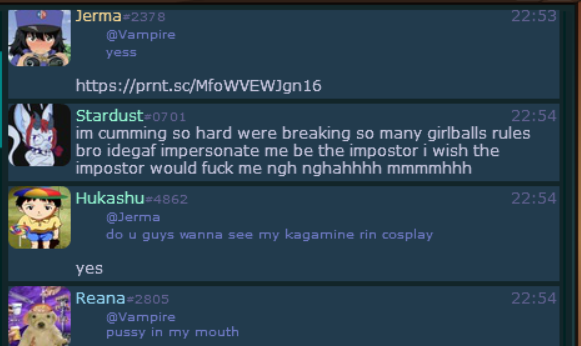 Jerma#2378 22:53
@Vampire
yess
https://prnt.sc/MfoWVEWJgn16
Stardust#0701 22:54
im cumming so hard were breaking so many girlballs rules
bro idegaf impersonate me be the impostor i wish the
impostor would fuck me ngh nghahhhh mmmmhhh
Hukashu#4862 22:54
@Jerma
do u guys wanna see my kagamine rin cosplay
yes
Reana#2805 22:54
@Vampire
pussy in my mouth